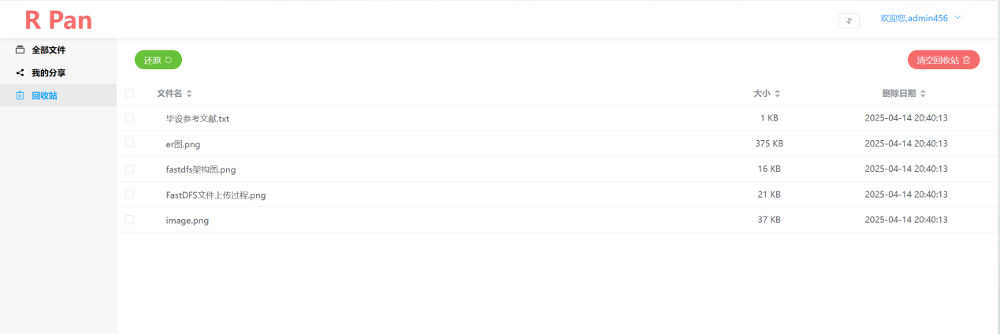 R Pan
欢迎您,admin456
全部文件
我的分享
回收站
还原
清空回收站
文件名 大小 删除日期
毕设参考文献.txt 1 KB 2025-04-14 20:40:13
er图.png 375 KB 2025-04-14 20:40:13
fastdfs架构图.png 16 KB 2025-04-14 20:40:13
FastDFS文件上传过程.png 21 KB 2025-04-14 20:40:13
image.png 37 KB 2025-04-14 20:40:13